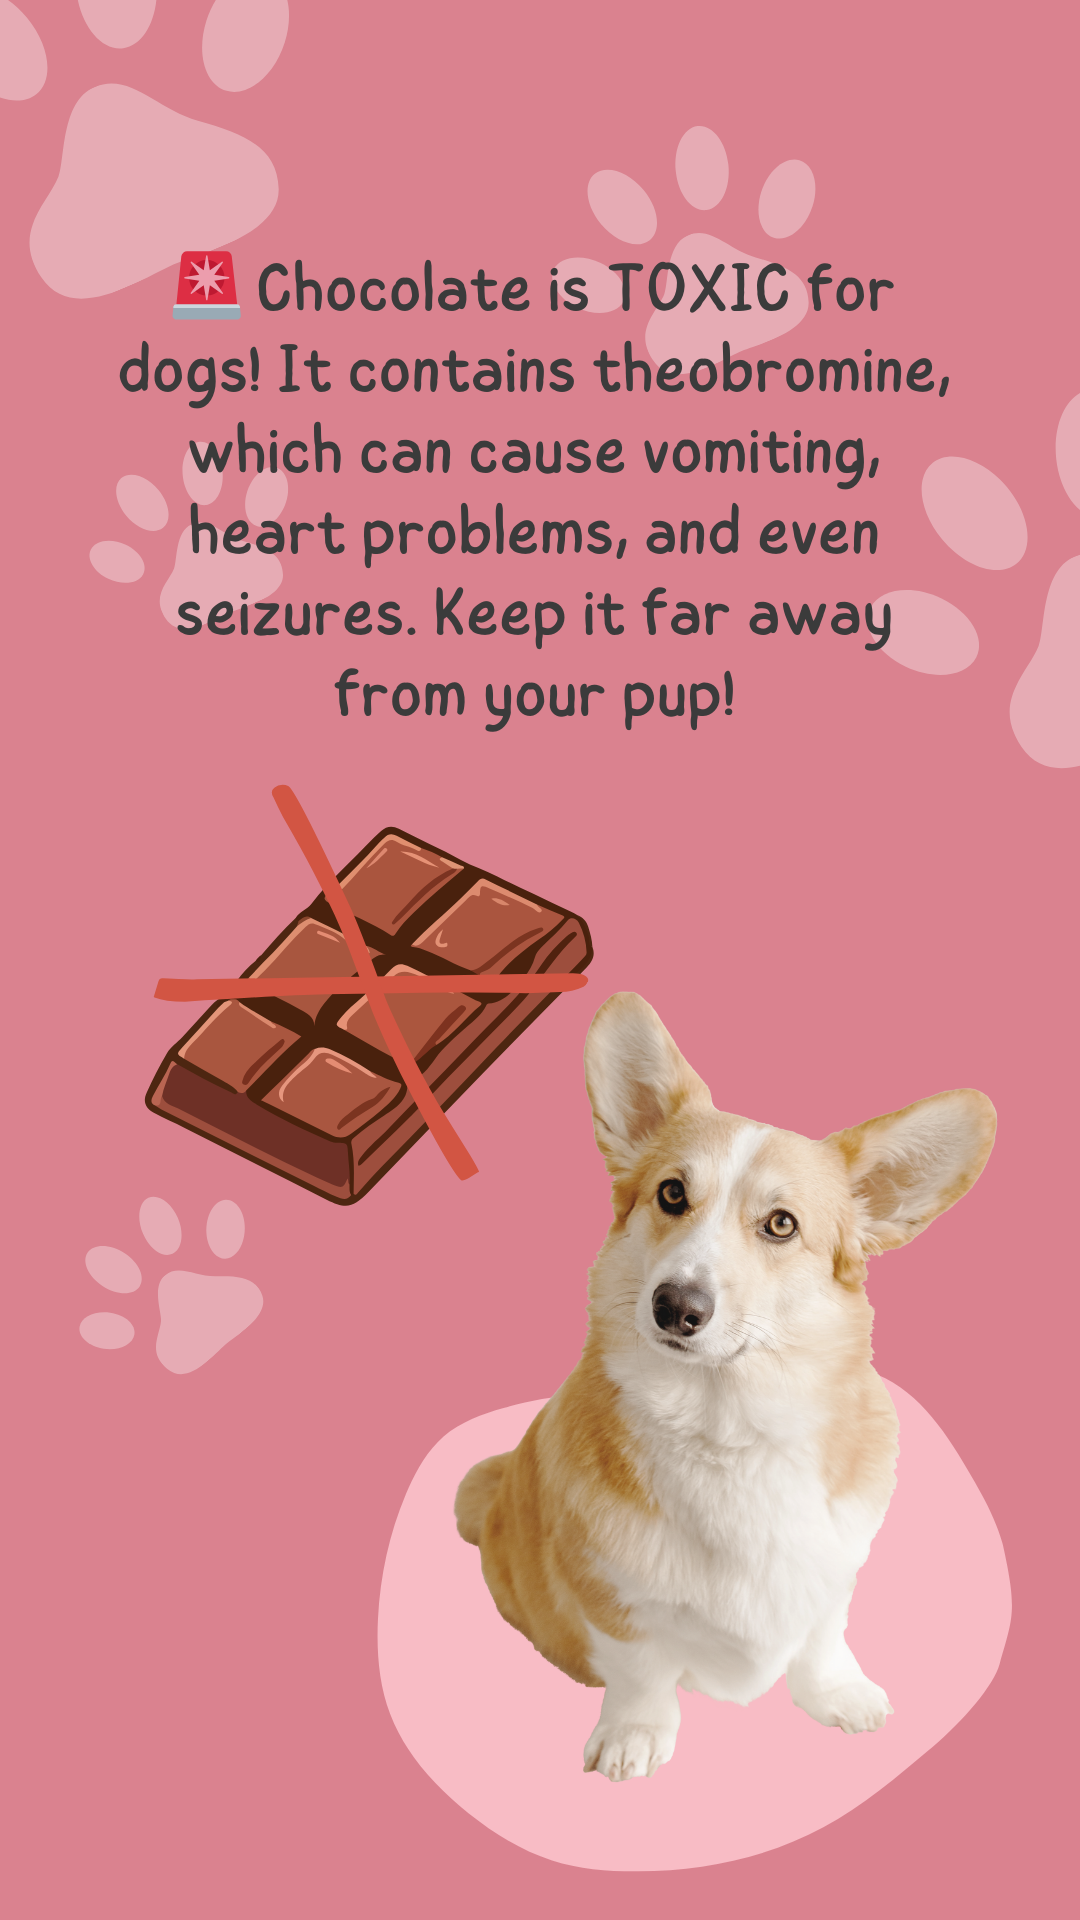 🚨 Chocolate is TOXIC for
dogs! It contains theobromine,
which can cause vomiting,
heart problems, and even
seizures. Keep it far away
from your pup!